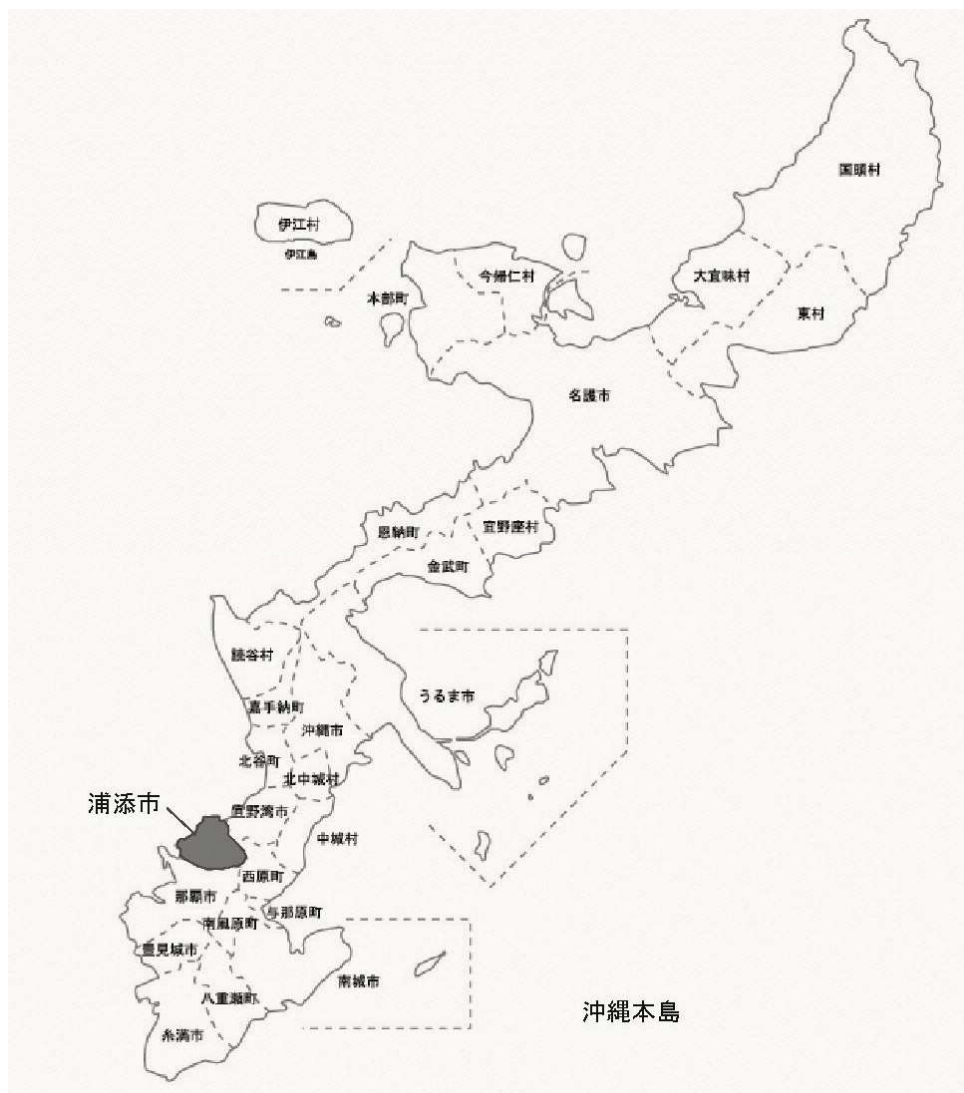 国頭村
伊江村
伊江島
今帰仁村
大宜味村
本部町
東村
名護市
恩納町
宜野座村
金武町
読谷村
うるま市
嘉手納町
沖縄市
北谷町
北中城村
浦添市
宜野湾市
中城村
西原町
那覇市
与那原町
南風原町
豊見城市
南城市
八重瀬町
沖縄本島
糸満市